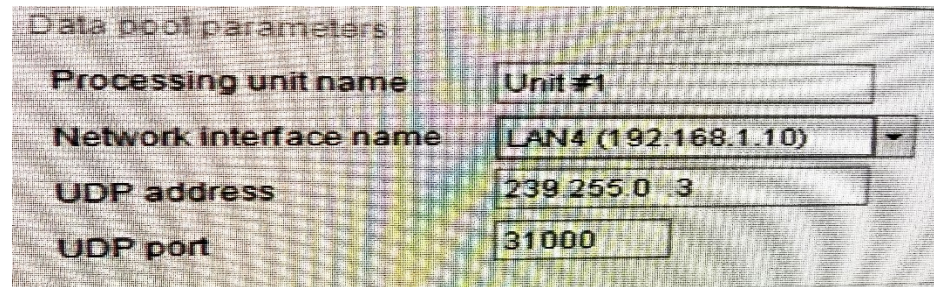 Data pool parameters
Processing unit name Unit #1
Network interface name LAN4 (192.168.1.10)
UDP address 239.255.0 .3
UDP port 31000